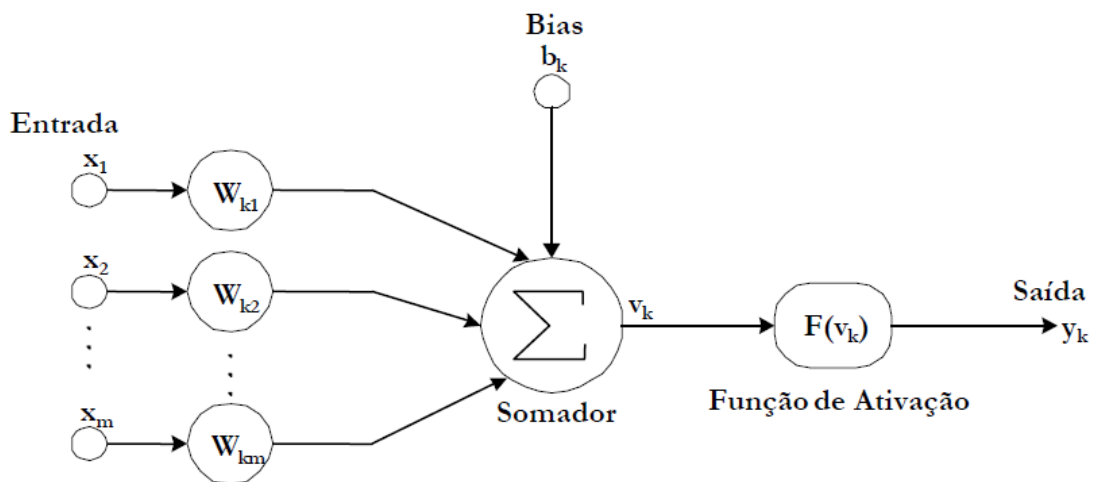 Bias
b_k
Entrada
x_1
W_k1
x_2
W_k2
x_m
W_km
Σ
Somador
v_k
F(v_k)
Função de Ativação
Saída
y_k